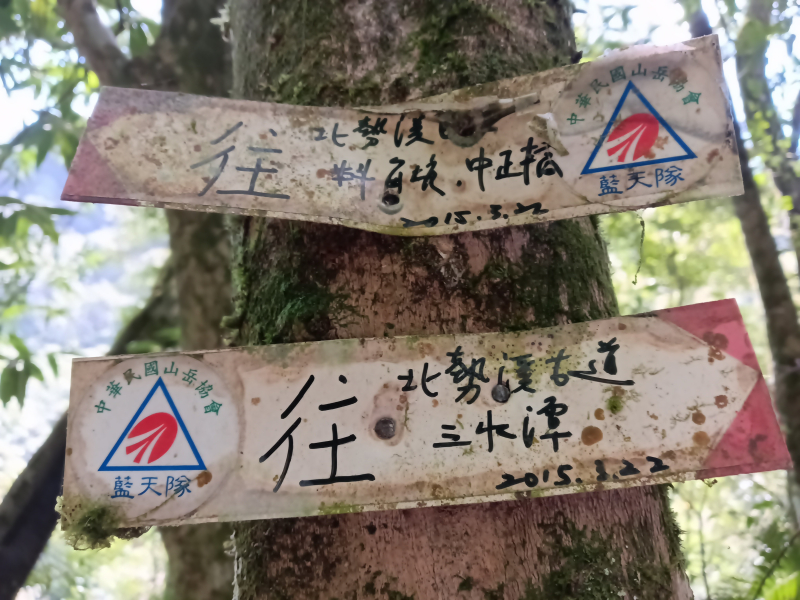 往
北勢溪
料角坑.中正橋
2015.3.22
中華民國山岳協會
藍天隊
中華民國山岳協會
藍天隊
往
北勢溪古道
三水潭
2015.3.22